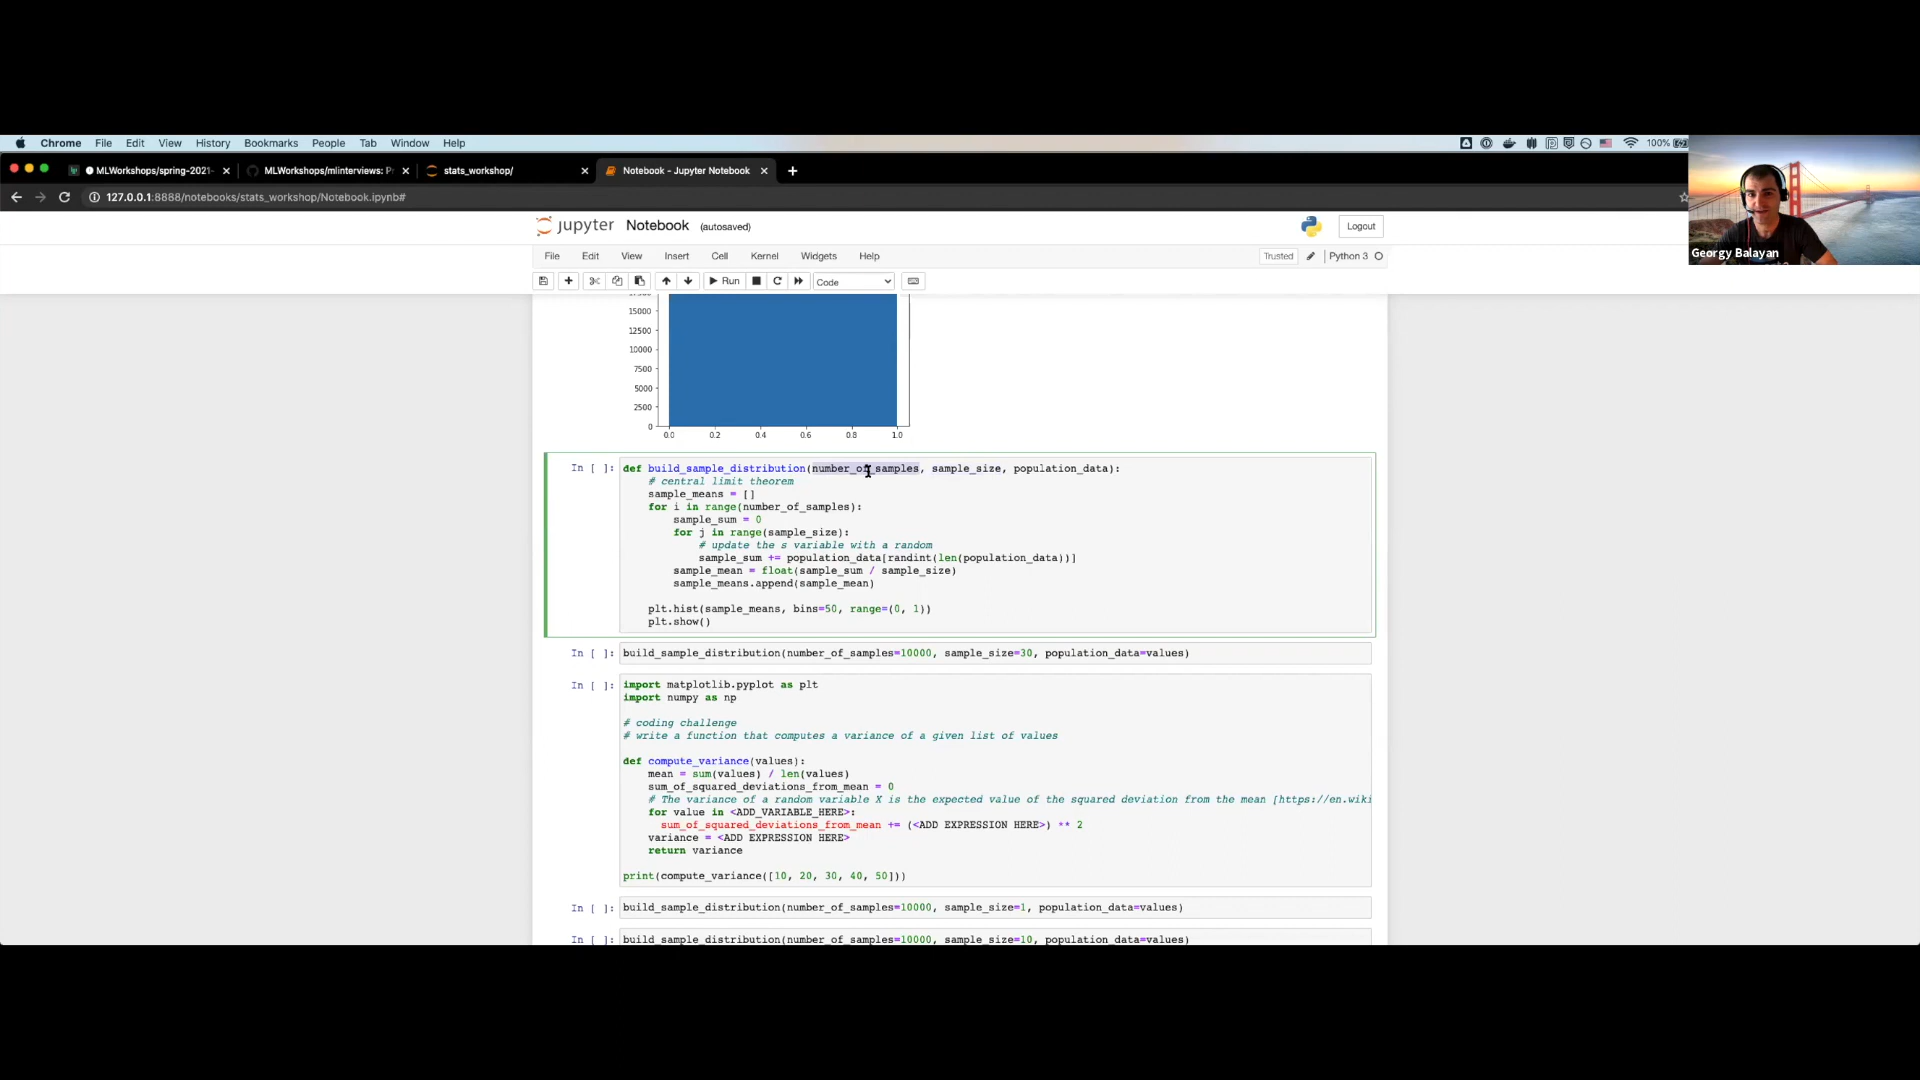 Chrome File Edit View History Bookmarks People Tab Window Help 100%
MLWorkshops/spring-2021- MLWorkshops/mlinterviews: Pr stats_workshop/ Notebook - Jupyter Notebook
127.0.0.1:8888/notebooks/stats_workshop/Notebook.ipynb#
Georgy Balayan
jupyter Notebook (autosaved) Logout
File Edit View Insert Cell Kernel Widgets Help Trusted Python 3
Run Code
15000
12500
10000
7500
5000
2500
0
0.0 0.2 0.4 0.6 0.8 1.0
In [ ]: def build_sample_distribution(number_of_samples, sample_size, population_data):
# central limit theorem
sample_means = []
for i in range(number_of_samples):
sample_sum = 0
for j in range(sample_size):
# update the s variable with a random
sample_sum += population_data[randint(len(population_data))]
sample_mean = float(sample_sum / sample_size)
sample_means.append(sample_mean)
plt.hist(sample_means, bins=50, range=(0, 1))
plt.show()
In [ ]: build_sample_distribution(number_of_samples=10000, sample_size=30, population_data=values)
In [ ]: import matplotlib.pyplot as plt
import numpy as np
# coding challenge
# write a function that computes a variance of a given list of values
def compute_variance(values):
mean = sum(values) / len(values)
sum_of_squared_deviations_from_mean = 0
# The variance of a random variable X is the expected value of the squared deviation from the mean [https://en.wiki
for value in <ADD_VARIABLE_HERE>:
sum_of_squared_deviations_from_mean += (<ADD EXPRESSION HERE>) ** 2
variance = <ADD EXPRESSION HERE>
return variance
print(compute_variance([10, 20, 30, 40, 50]))
In [ ]: build_sample_distribution(number_of_samples=10000, sample_size=1, population_data=values)
In [ ]: build_sample_distribution(number_of_samples=10000, sample_size=10, population_data=values)